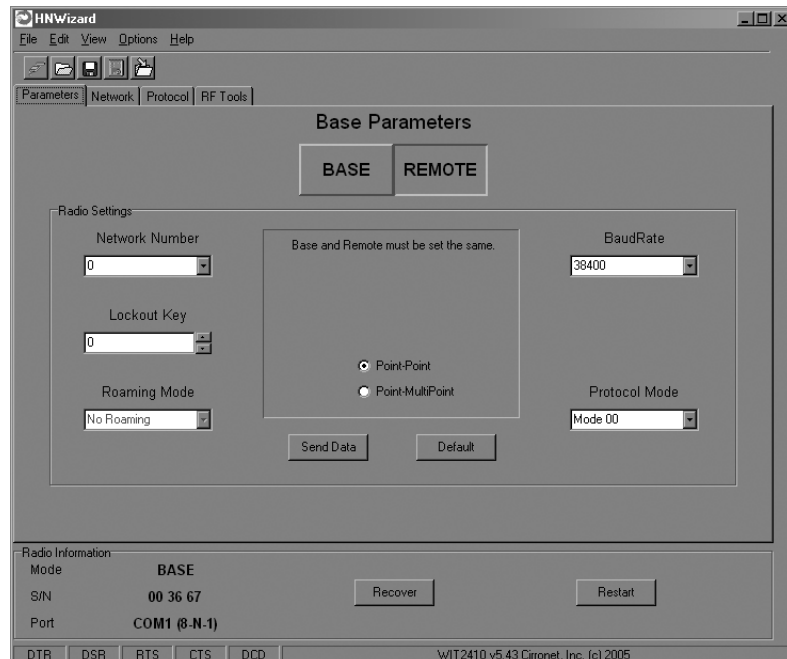 HNWizard
File Edit View Options Help
Parameters Network Protocol RF Tools
Base Parameters
BASE REMOTE
Radio Settings
Network Number
0
Lockout Key
0
Roaming Mode
No Roaming
Base and Remote must be set the same.
Point-Point
Point-MultiPoint
Send Data Default
BaudRate
38400
Protocol Mode
Mode 00
Radio Information
Mode BASE
S/N 00 36 67
Port COM1 (8-N-1)
Recover Restart
DTR DSR RTS CTS DCD WIT2410 v5.43 Cirronet, Inc. (c) 2005